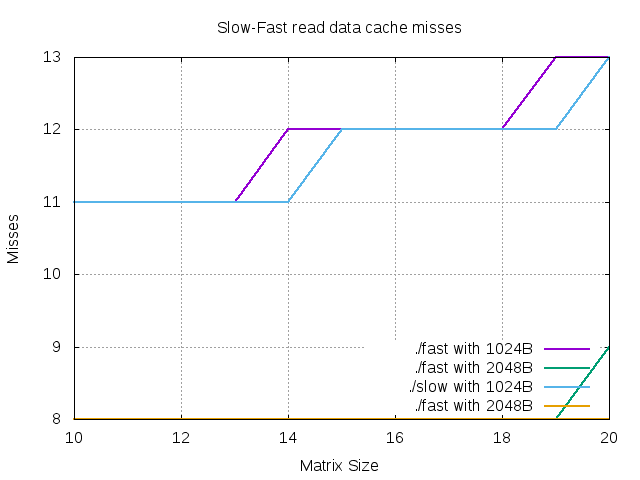 Slow-Fast read data cache misses
13
12
11
10
9
8
Misses
./fast with 1024B
./fast with 2048B
./slow with 1024B
./fast with 2048B
10 12 14 16 18 20
Matrix Size